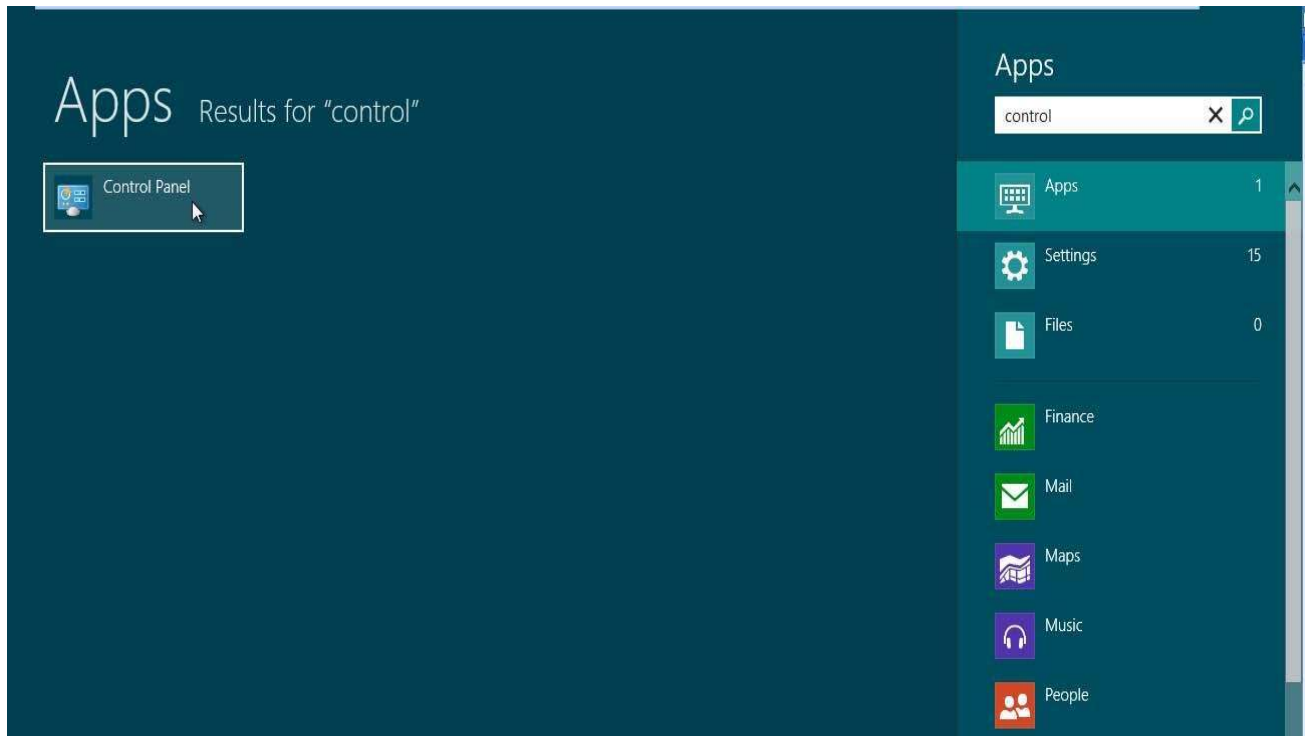 Apps Results for “control”
Control Panel
Apps
control
Apps 1
Settings 15
Files 0
Finance
Mail
Maps
Music
People